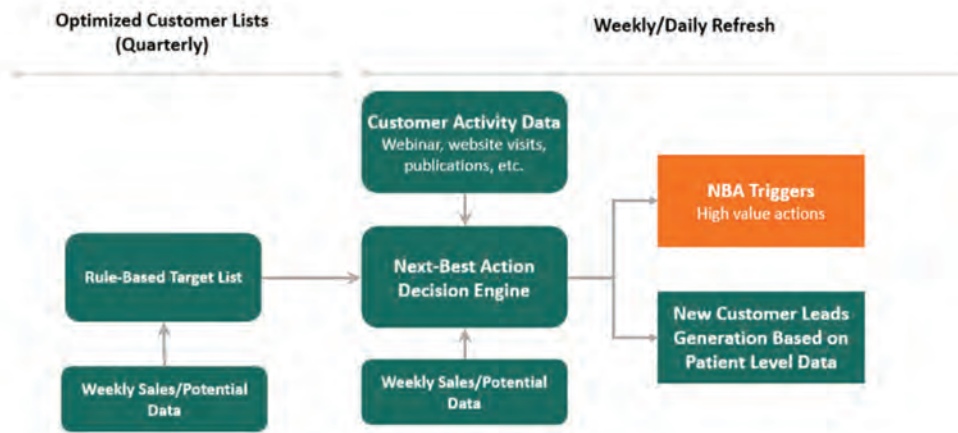 Optimized Customer Lists
(Quarterly)
Weekly/Daily Refresh
Customer Activity Data
Webinar, website visits,
publications, etc.
NBA Triggers
High value actions
Rule-Based Target List
Next-Best Action
Decision Engine
New Customer Leads
Generation Based on
Patient Level Data
Weekly Sales/Potential
Data
Weekly Sales/Potential
Data